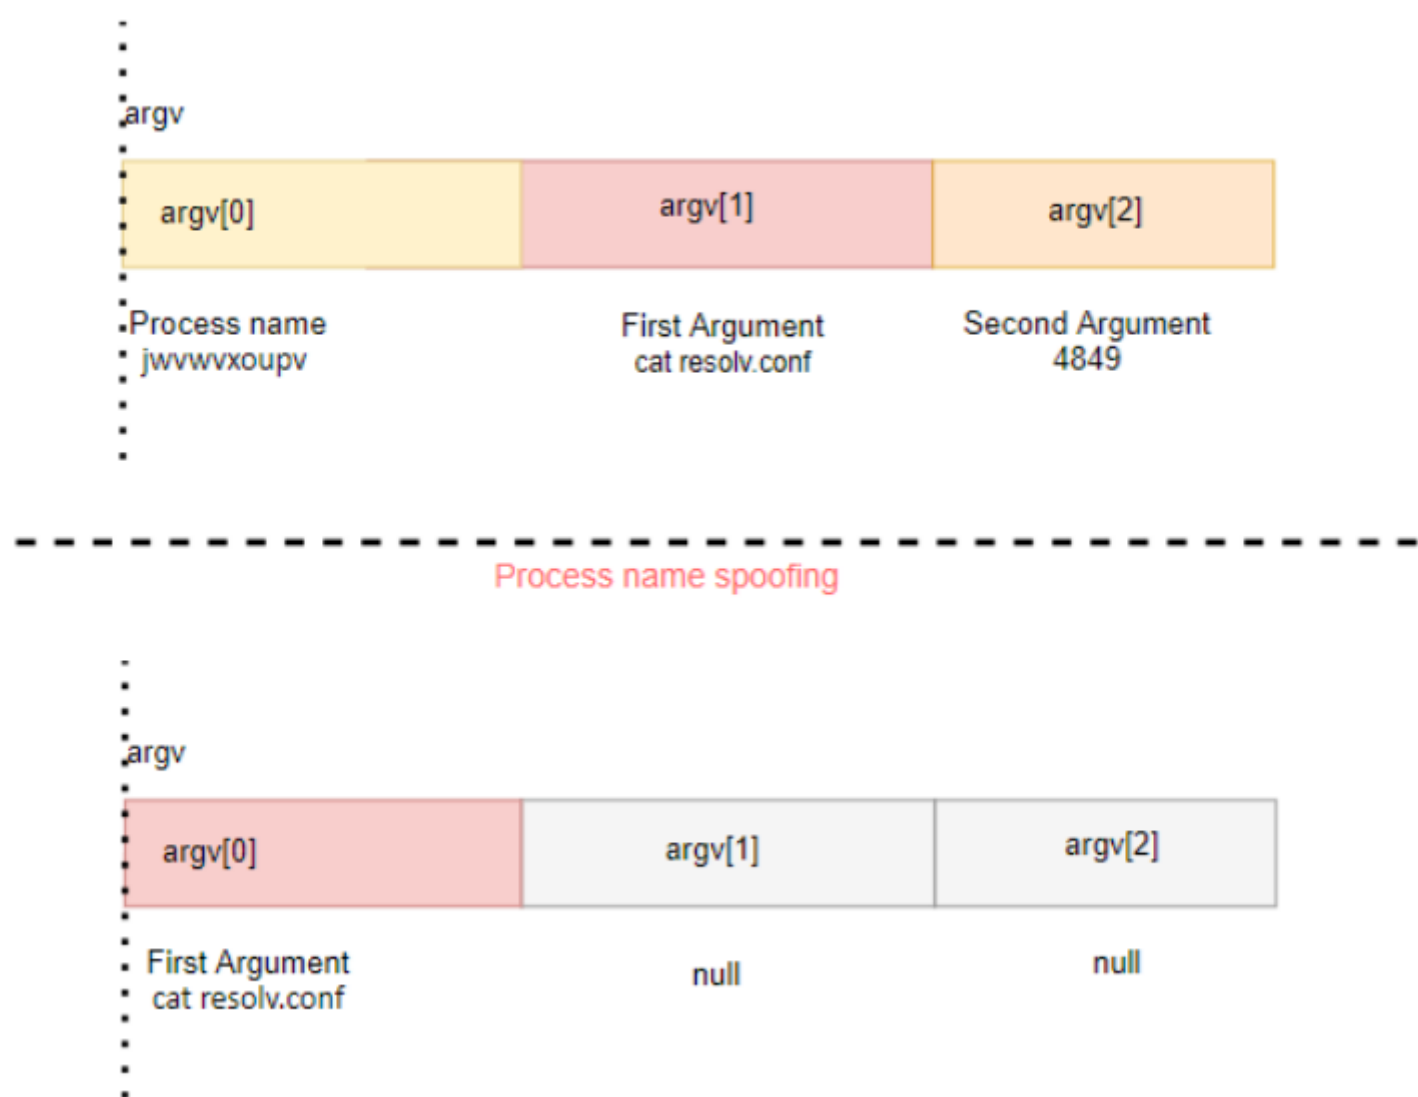 argv
argv[0]
argv[1]
argv[2]
Process name
jwvwvxoupv
First Argument
cat resolv.conf
Second Argument
4849
Process name spoofing
argv
argv[0]
argv[1]
argv[2]
First Argument
cat resolv.conf
null
null